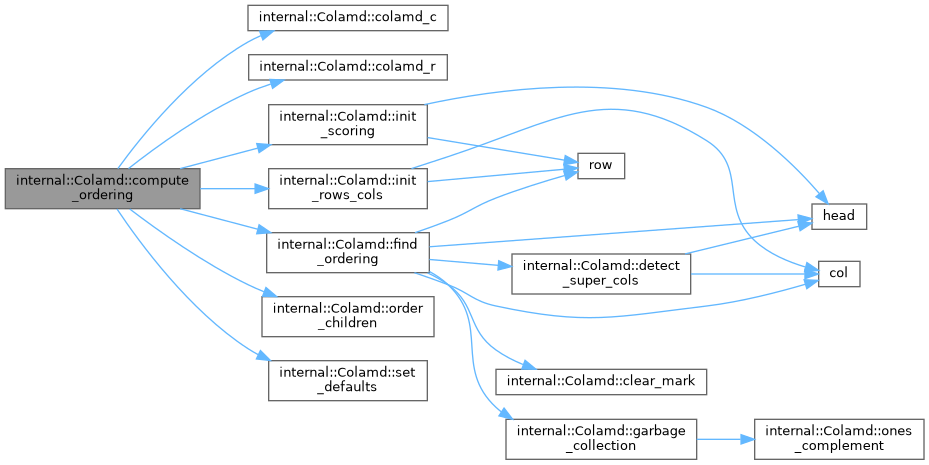 internal::Colamd::colamd_c
internal::Colamd::colamd_r
internal::Colamd::init
_scoring
row
internal::Colamd::compute
_ordering
internal::Colamd::init
_rows_cols
head
internal::Colamd::find
_ordering
internal::Colamd::detect
_super_cols
col
internal::Colamd::order
_children
internal::Colamd::set
_defaults
internal::Colamd::clear_mark
internal::Colamd::garbage
_collection
internal::Colamd::ones
_complement